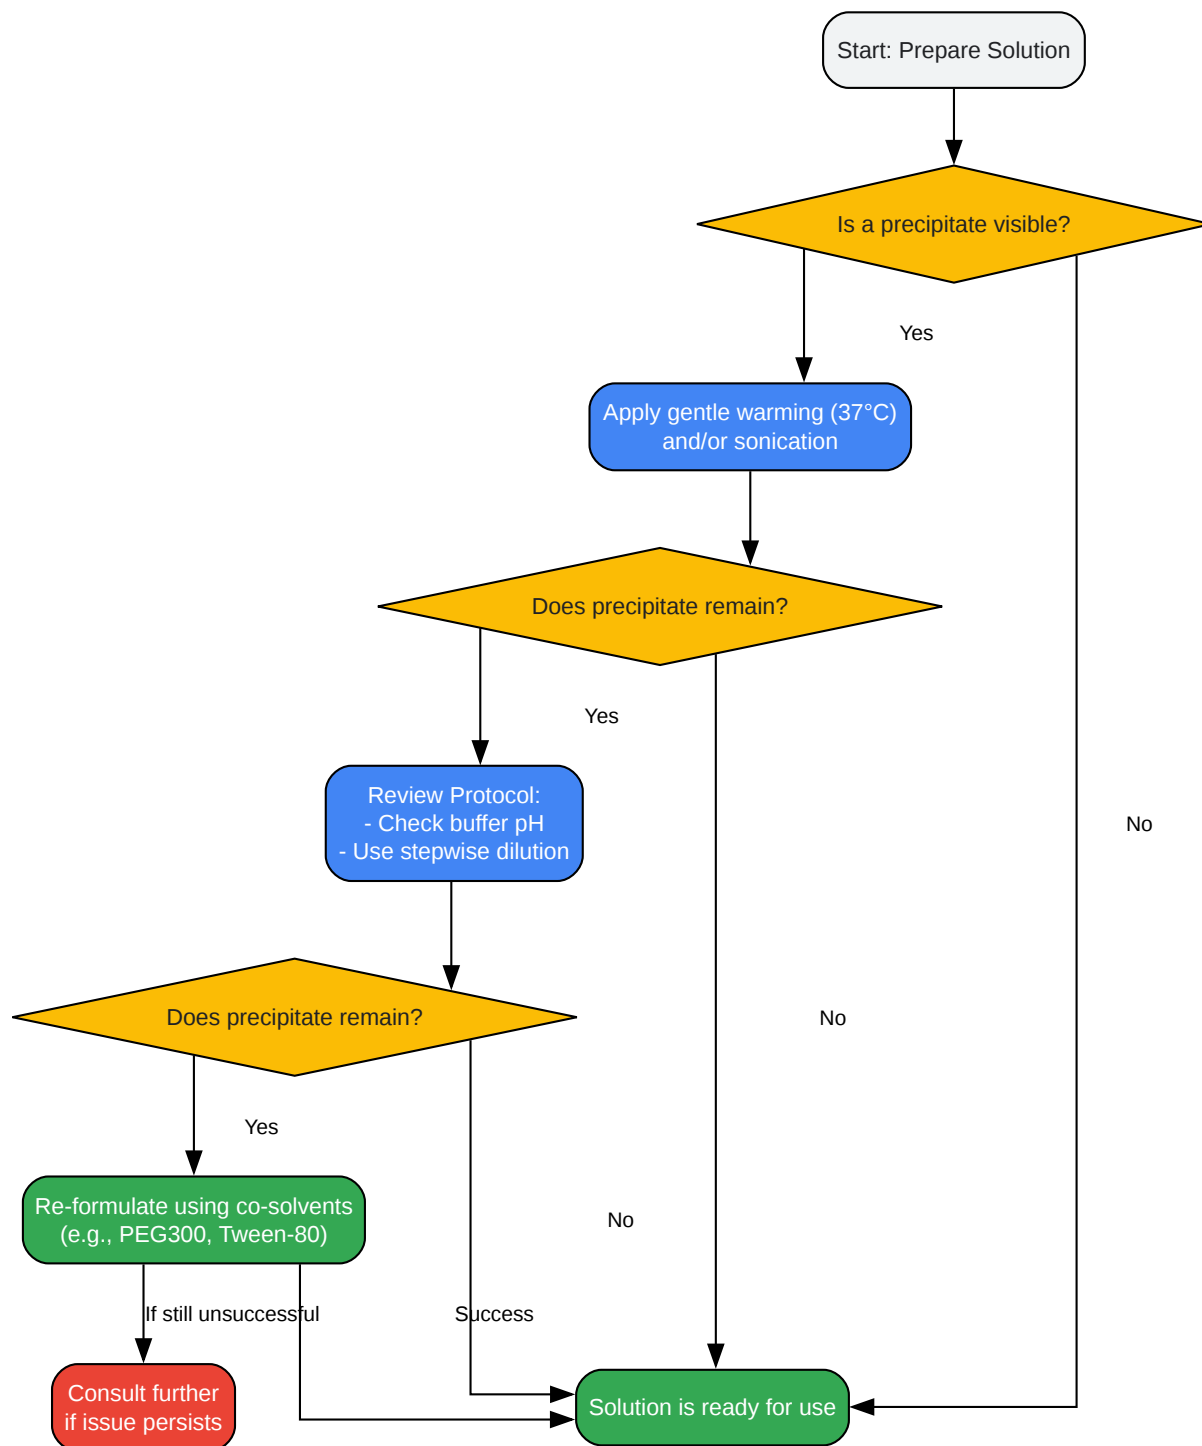 Start: Prepare Solution
Is a precipitate visible?
Yes
Apply gentle warming (37°C)
and/or sonication
Does precipitate remain?
Yes
Review Protocol:
- Check buffer pH
- Use stepwise dilution
No
No
Does precipitate remain?
Yes
Re-formulate using co-solvents
(e.g., PEG300, Tween-80)
No
If still unsuccessful
Success
Consult further
if issue persists
Solution is ready for use